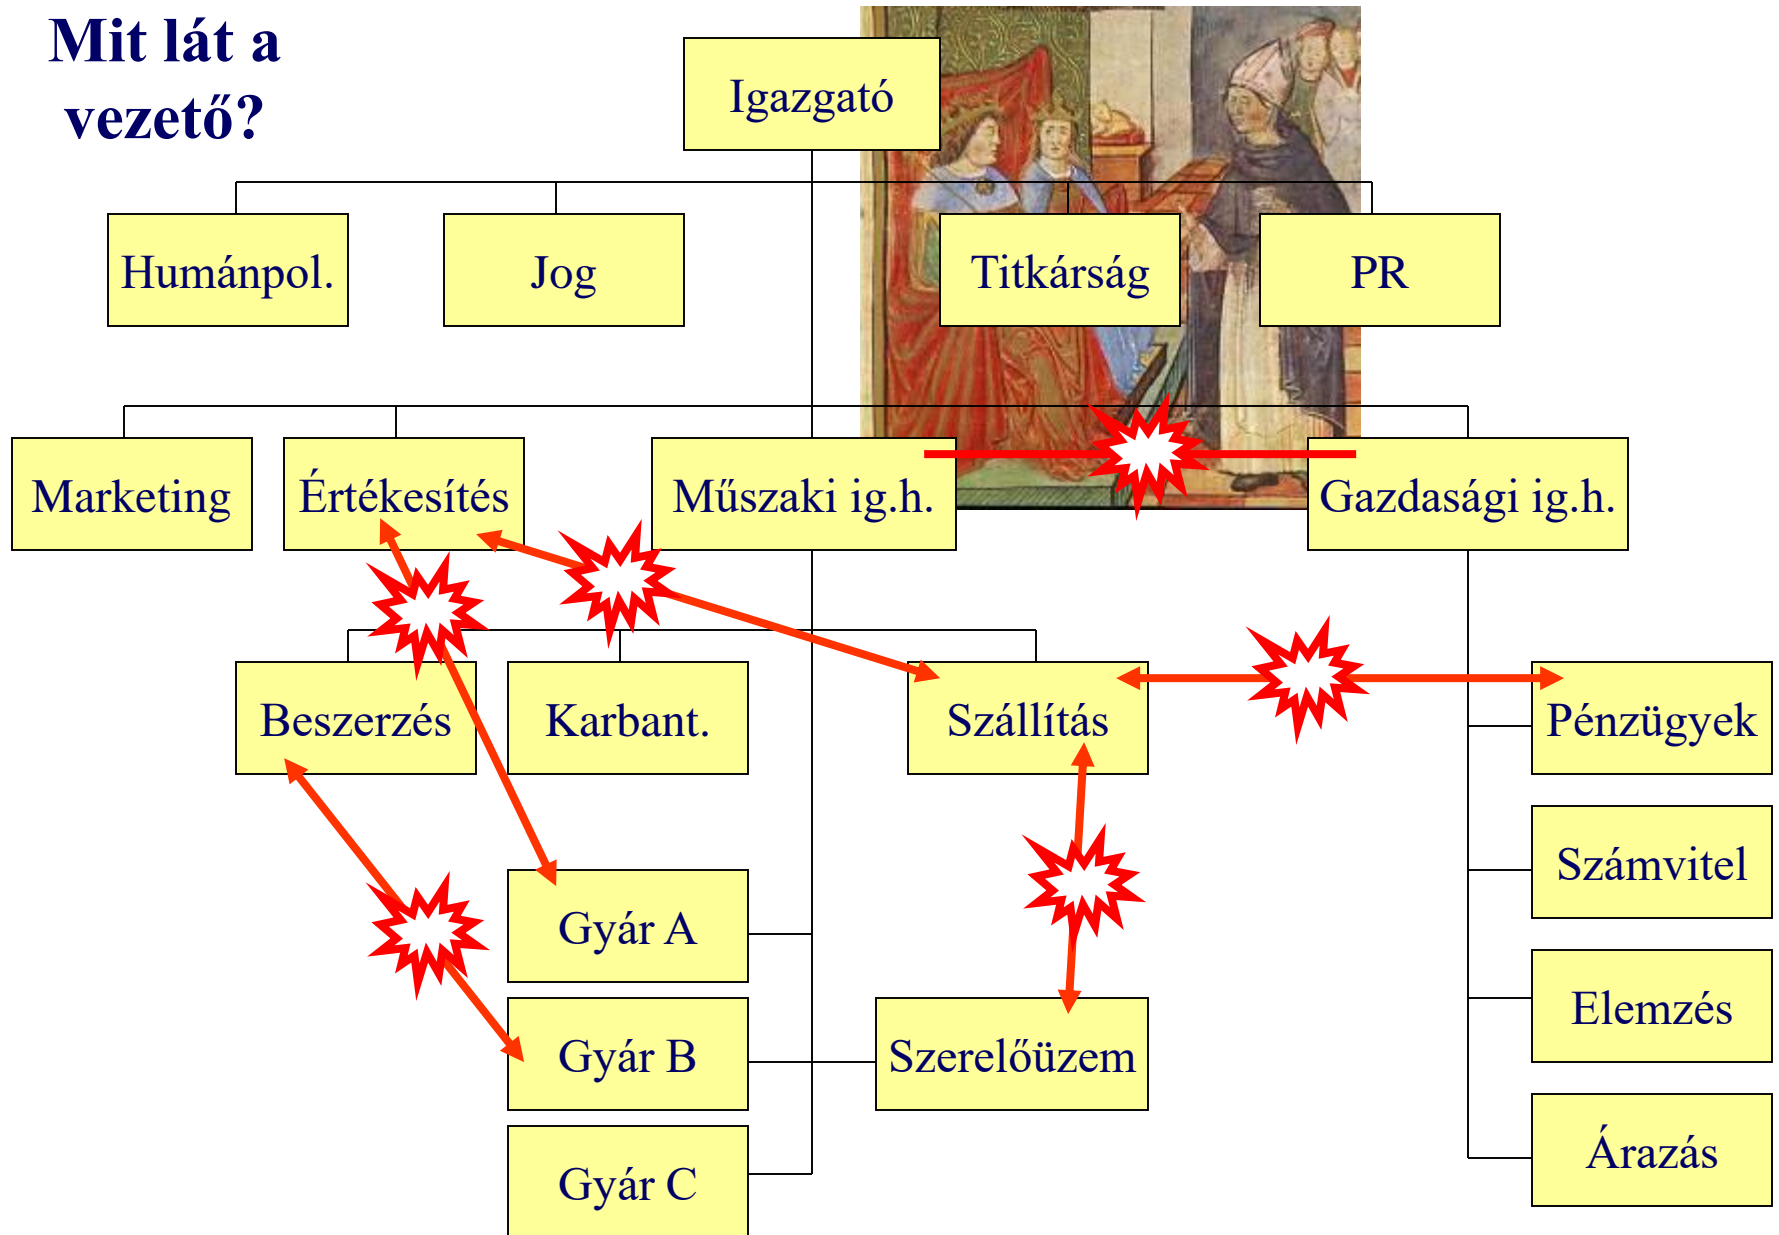 Mit lát a
vezető?
Igazgató
Humánpol.
Jog
Titkárság
PR
Marketing
Értékesítés
Műszaki ig.h.
Gazdasági ig.h.
Beszerzés
Karbant.
Szállítás
Pénzügyek
Számvitel
Gyár A
Elemzés
Gyár B
Szerelőüzem
Árazás
Gyár C